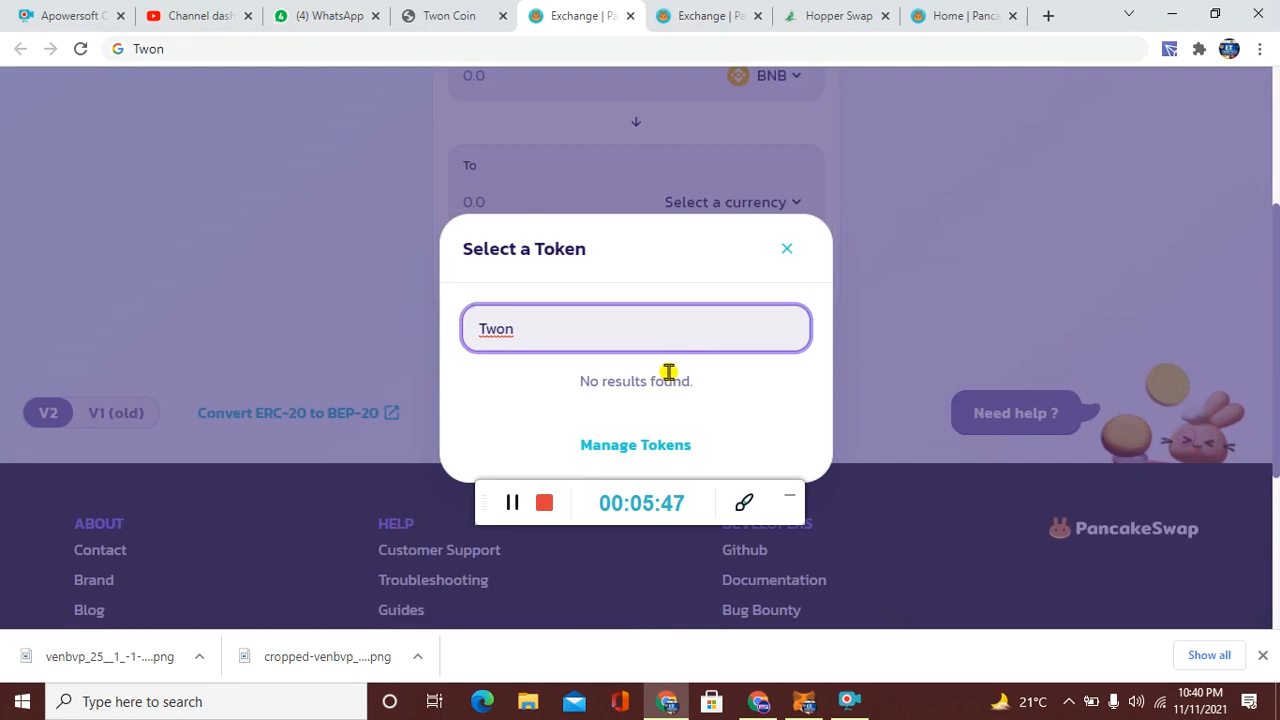 Apowersoft C
Channel dash
(4) WhatsApp
Twon Coin
Exchange | Pa
Exchange | Pa
Hopper Swap
Home | Panca
Twon
0.0
BNB
To
0.0
Select a currency
Select a Token
Twon
No results found.
Manage Tokens
V2
V1 (old)
Convert ERC-20 to BEP-20
Need help ?
00:05:47
ABOUT
HELP
DEVELOPERS
PancakeSwap
Contact
Customer Support
Github
Brand
Troubleshooting
Documentation
Blog
Guides
Bug Bounty
venbvp_25__1_-1-....png
cropped-venbvp_....png
Show all
Type here to search
21°C
10:40 PM
11/11/2021